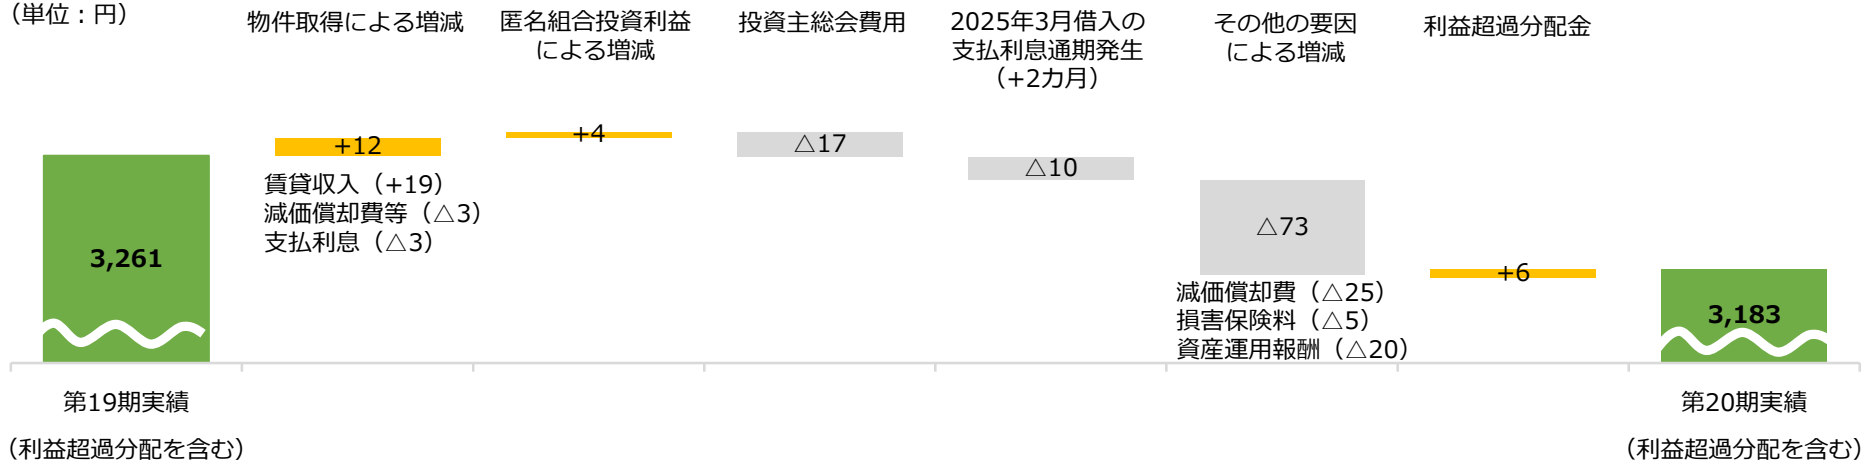 （単位：円）
物件取得による増減
匿名組合投資利益
による増減
投資主総会費用
2025年3月借入の
支払利息通期発生
（+2カ月）
その他の要因
による増減
利益超過分配金
3,261
+12
賃貸収入（+19）
減価償却費等（△3）
支払利息（△3）
+4
△17
△10
△73
減価償却費（△25）
損害保険料（△5）
資産運用報酬（△20）
+6
3,183
第19期実績
（利益超過分配を含む）
第20期実績
（利益超過分配を含む）